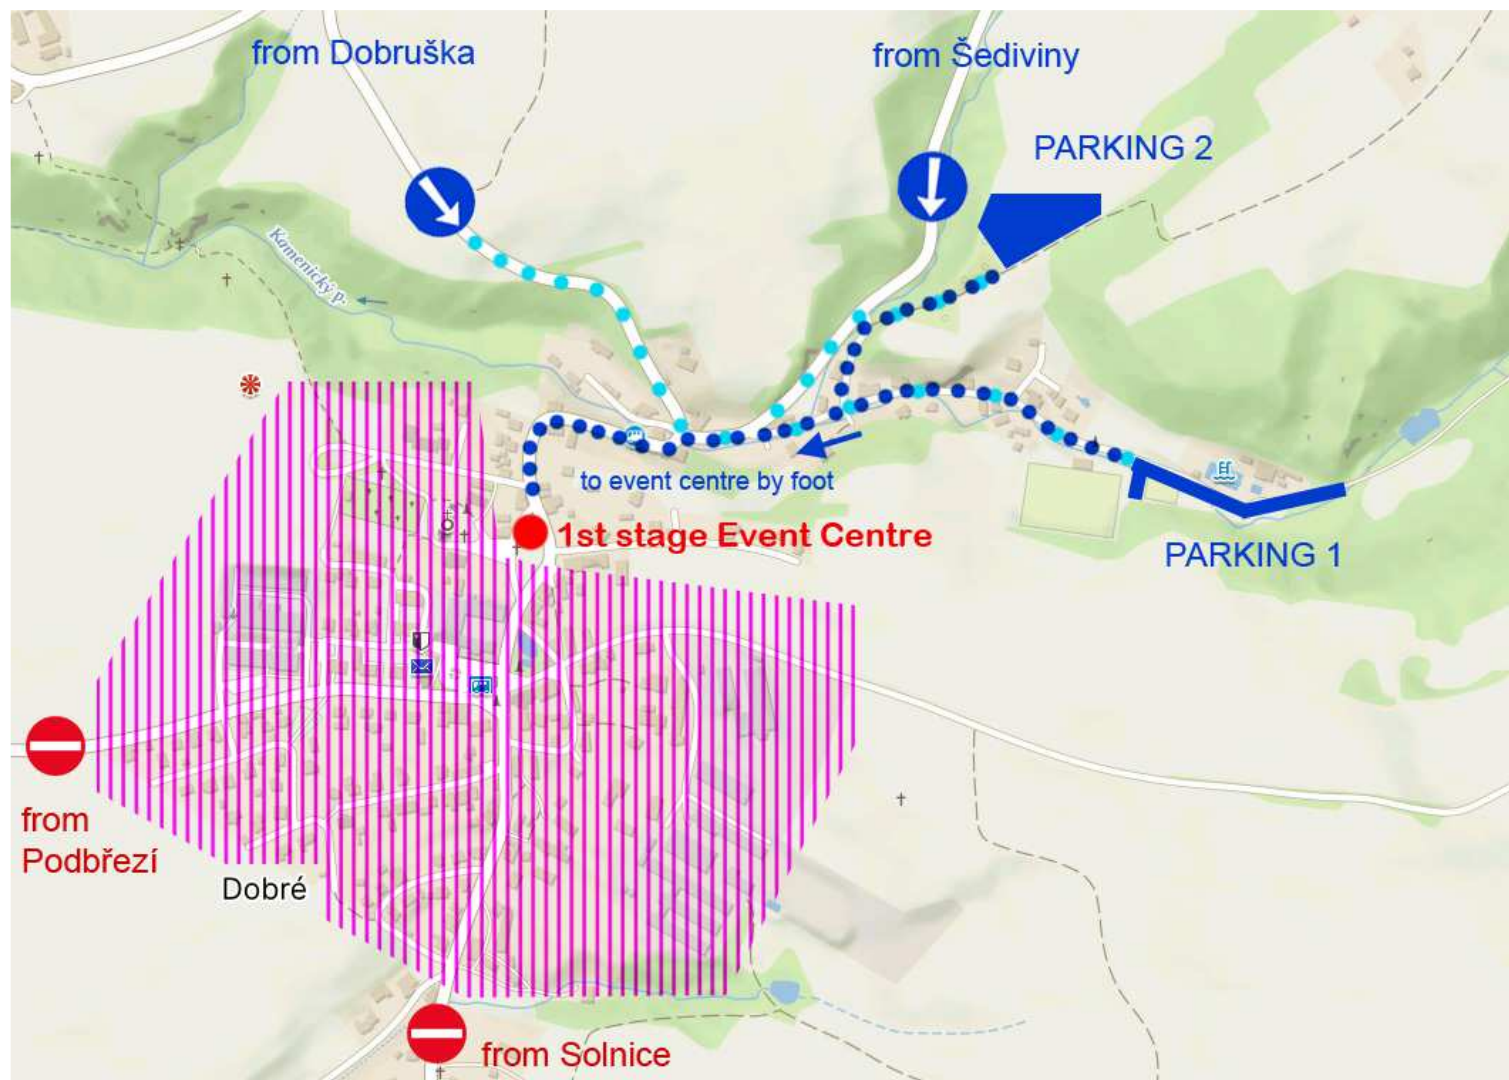 from Dobruška
from Šediviny
PARKING 2
Kamenický p.
to event centre by foot
1st stage Event Centre
PARKING 1
from
Podbřezí
Dobré
from Solnice